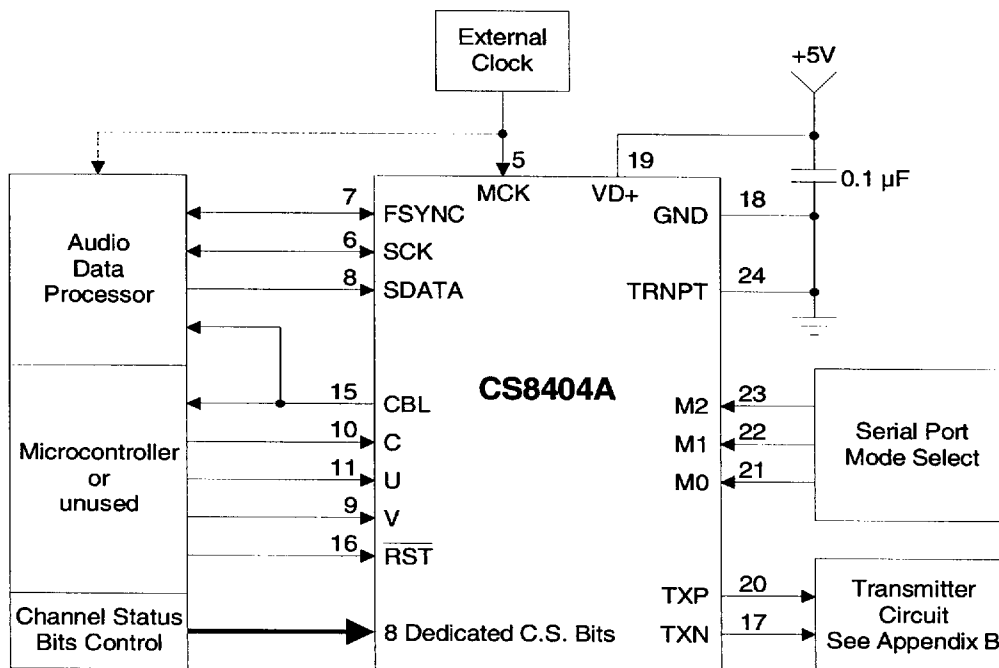 External
Clock
+5V
5
19
0.1 µF
MCK
VD+
7
FSYNC
GND
18
Audio
Data
Processor
6
SCK
8
SDATA
TRNPT
24
CS8404A
15
CBL
M2
23
Serial Port
Mode Select
Microcontroller
or
unused
10
C
M1
22
11
U
M0
21
9
V
16
RST
TXP
20
Transmitter
Circuit
See Appendix B
Channel Status
Bits Control
8 Dedicated C.S. Bits
TXN
17